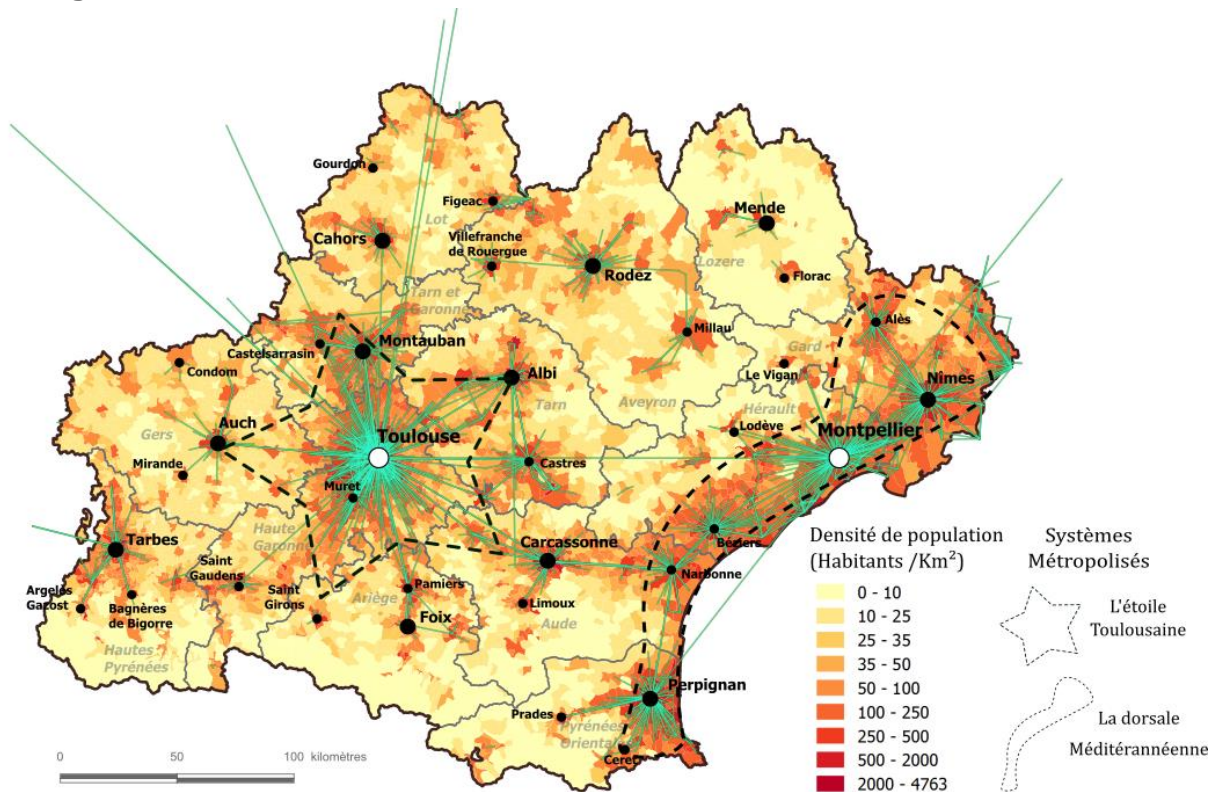 Gourdon
Figeac
Lot
Mende
Cahors
Villefranche
de Rouergue
Rodez
Lozere
Florac
Tarn et
Garonne
Millau
Alès
Castelsarrasin
Montauban
Gard
Condom
Albi
Le Vigan
Nîmes
Tarn
Aveyron
Hérault
Auch
Lodève
Gers
Toulouse
Montpellier
Mirande
Castres
Muret
Haute
Garonne
Béziers
Tarbes
Carcassonne
Narbonne
Saint
Gaudens
Argelès
Gazost
Bagnères
de Bigorre
Saint
Girons
Ariège
Pamiers
Limoux
Foix
Aude
Hautes
Pyrénées
Perpignan
Prades
Pyrénées
Orientales
Ceret
0 50 100 kilomètres
Densité de population
(Habitants /Km²)
0 - 10
10 - 25
25 - 35
35 - 50
50 - 100
100 - 250
250 - 500
500 - 2000
2000 - 4763
Systèmes
Métropolisés
L'étoile
Toulousaine
La dorsale
Méditérannéenne